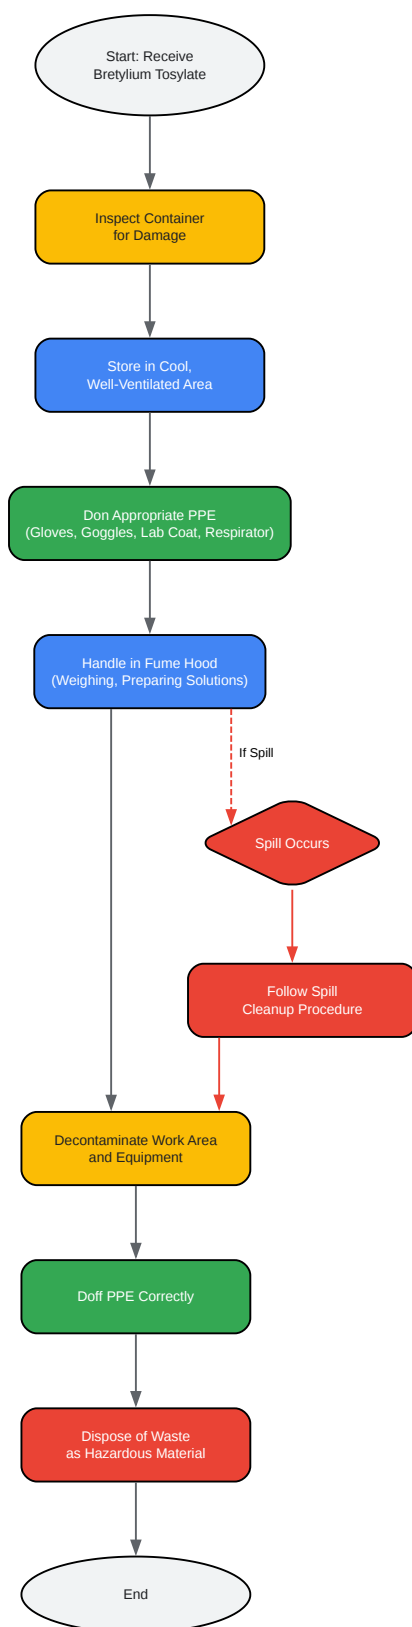 Start: Receive
Bretylium Tosylate
Inspect Container
for Damage
Store in Cool,
Well-Ventilated Area
Don Appropriate PPE
(Gloves, Goggles, Lab Coat, Respirator)
Handle in Fume Hood
(Weighing, Preparing Solutions)
If Spill
Spill Occurs
Follow Spill
Cleanup Procedure
Decontaminate Work Area
and Equipment
Doff PPE Correctly
Dispose of Waste
as Hazardous Material
End